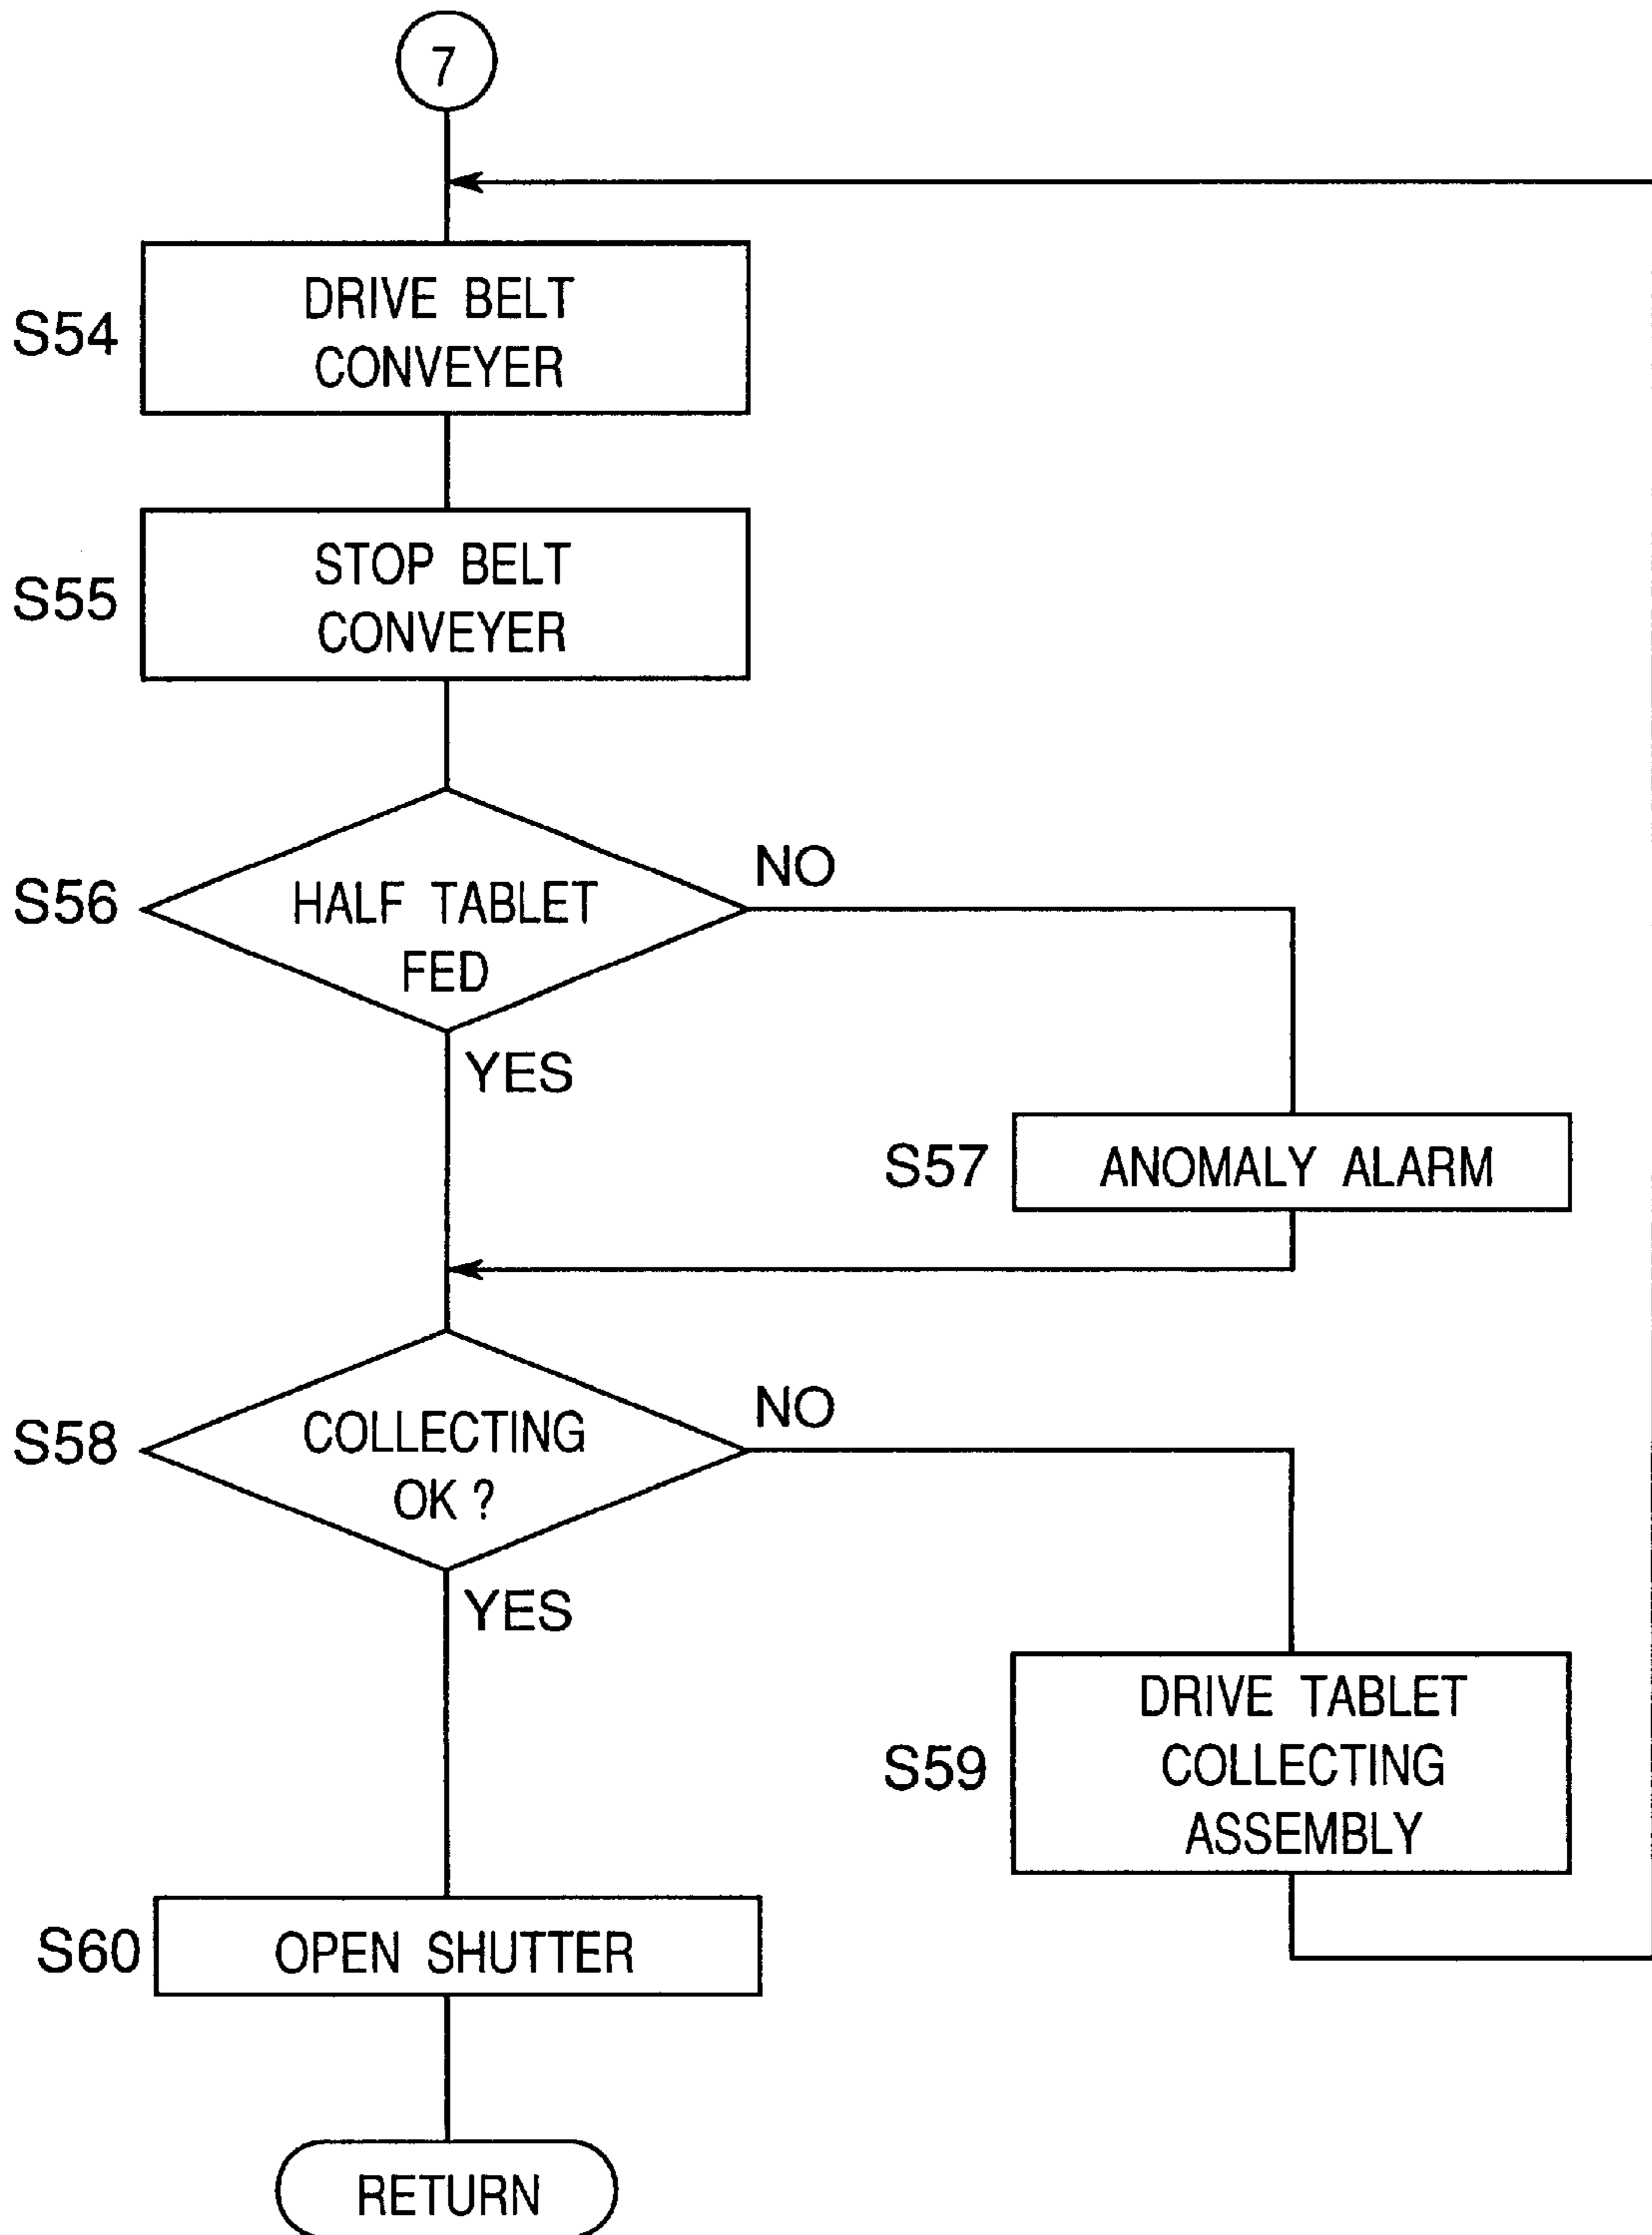 7
S54
DRIVE BELT
CONVEYER
S55
STOP BELT
CONVEYER
S56
HALF TABLET
FED
NO
YES
S57
ANOMALY ALARM
S58
COLLECTING
OK ?
NO
YES
S59
DRIVE TABLET
COLLECTING
ASSEMBLY
S60
OPEN SHUTTER
RETURN